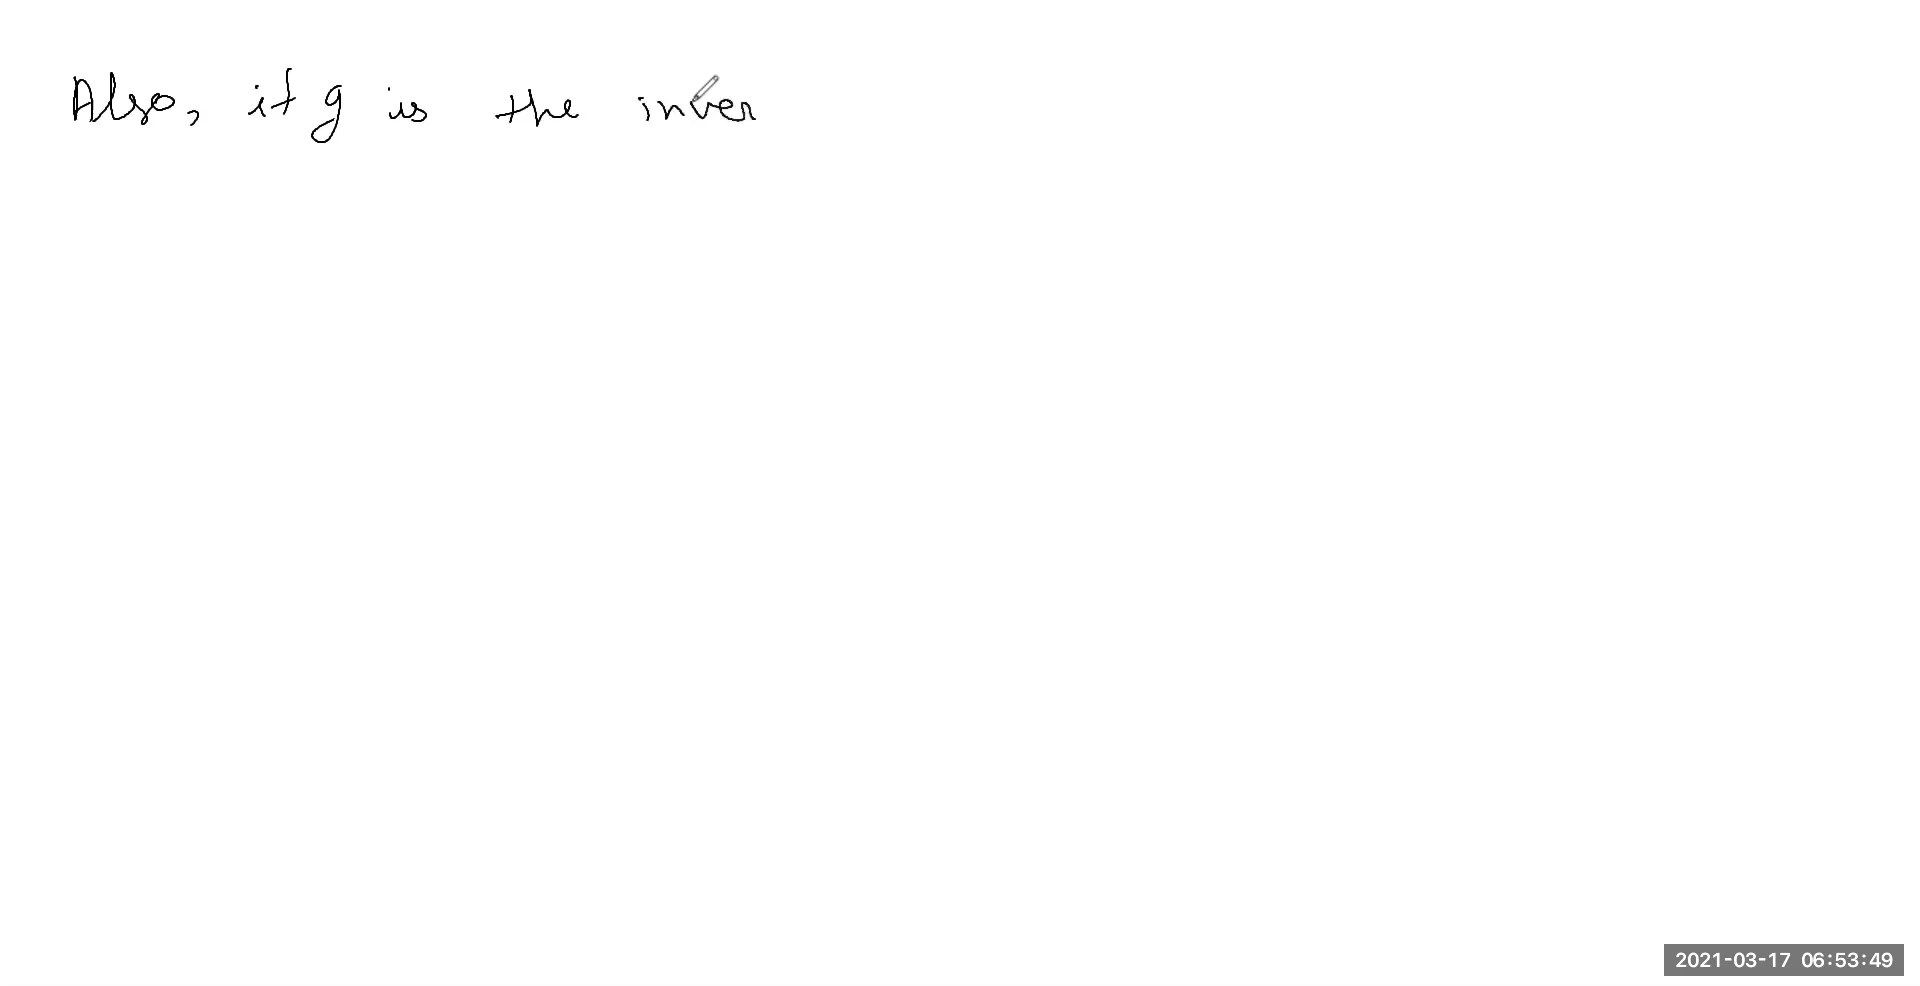 Also, if g is the inver
2021-03-17 06:53:49